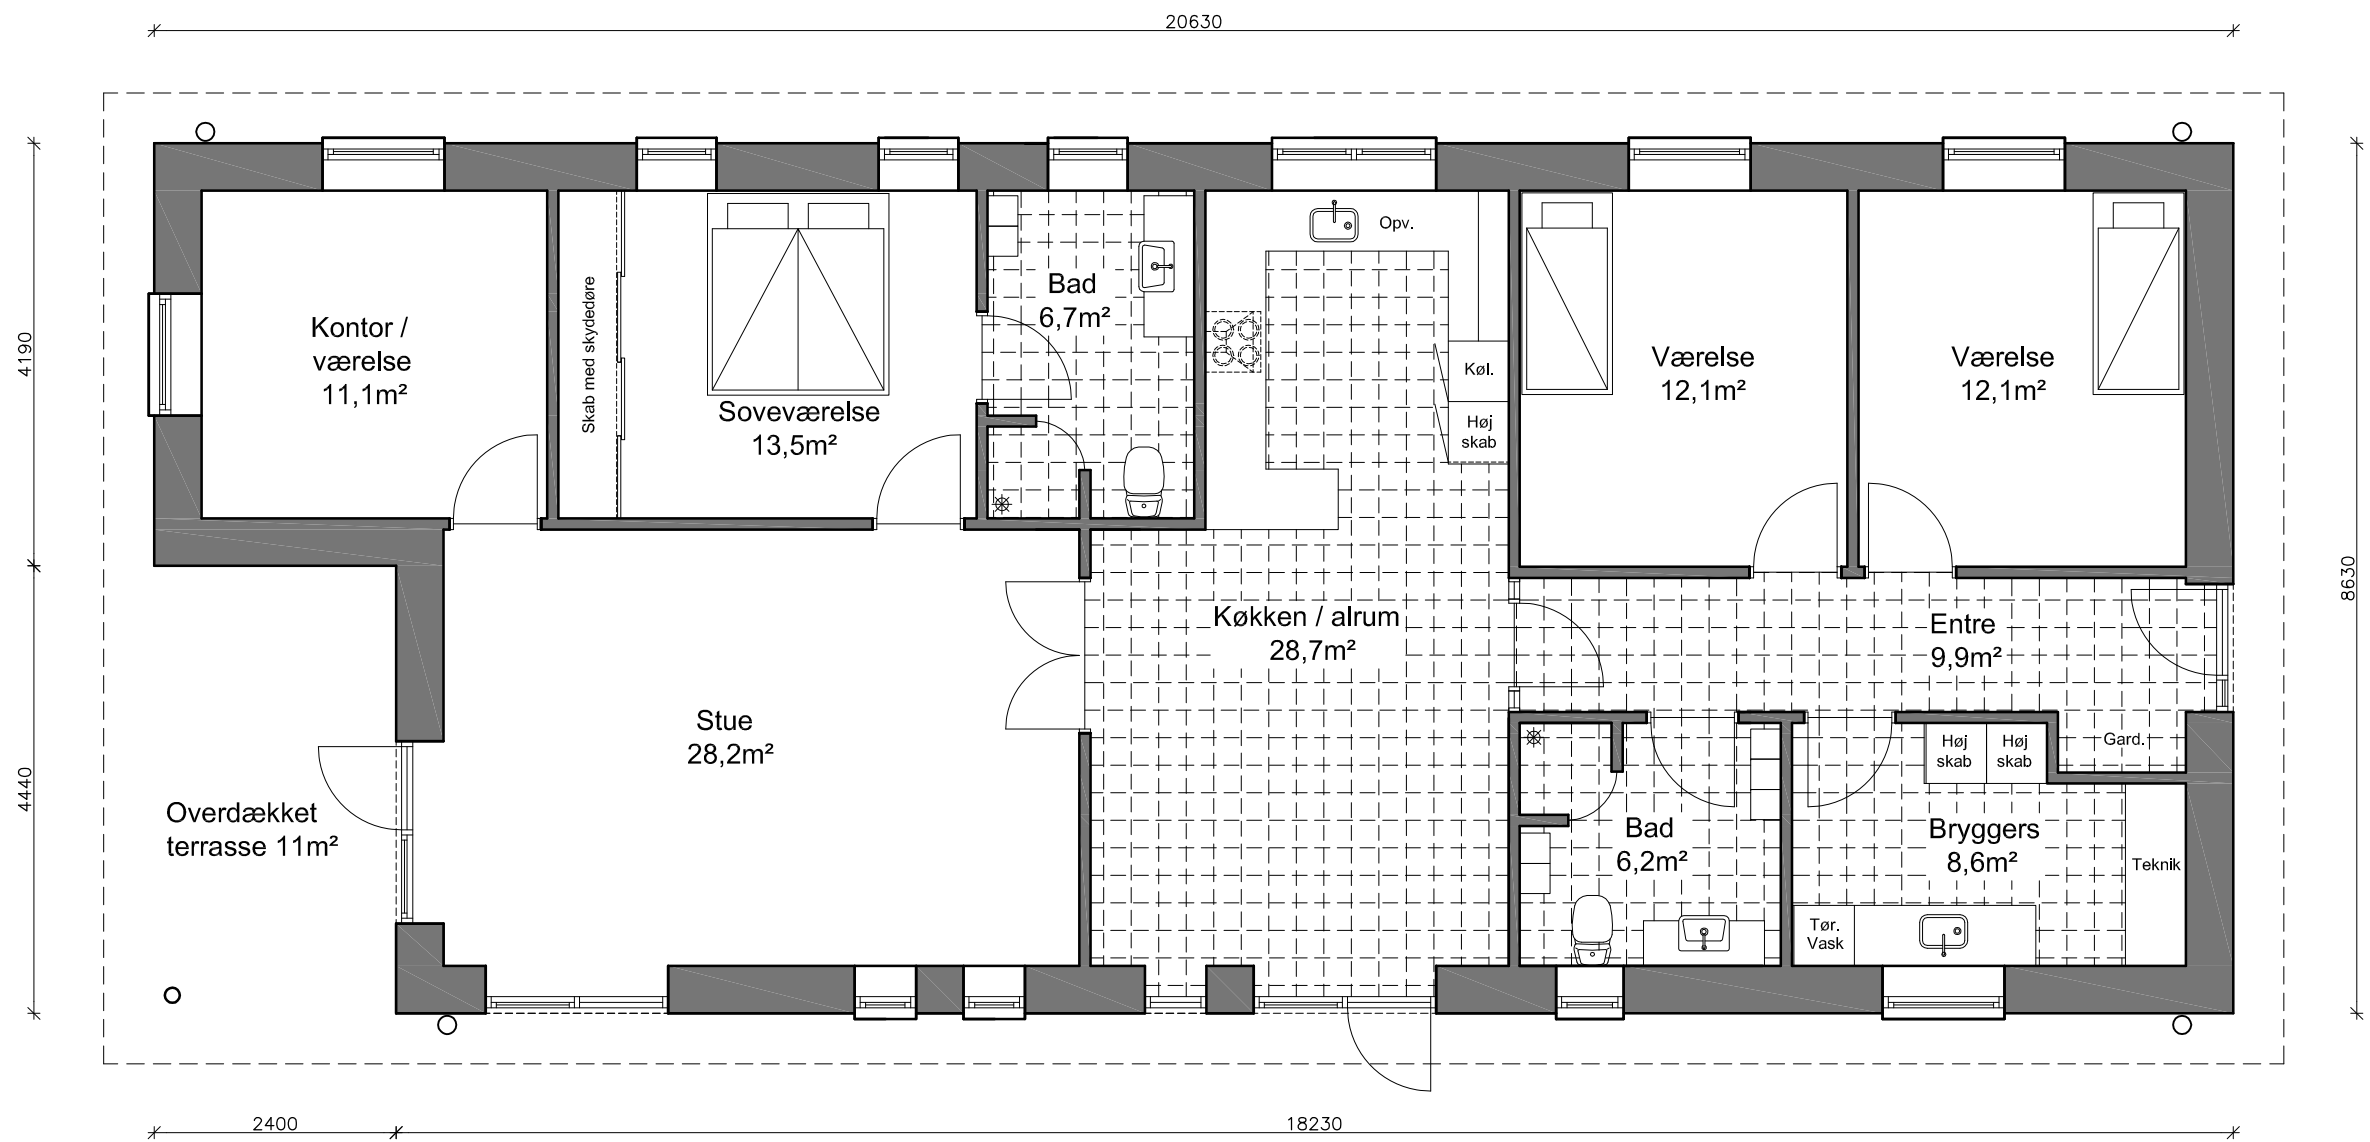 20630
Opv.
Bad
6,7m²
Kontor /
værelse
11,1m²
Skab med skydedøre
Soveværelse
13,5m²
Køl.
Høj
skab
Værelse
12,1m²
Værelse
12,1m²
4190
8630
Køkken / alrum
28,7m²
Entre
9,9m²
Stue
28,2m²
Gard.
Høj
skab
Høj
skab
4440
Overdækket
terrasse 11m²
Bad
6,2m²
Bryggers
8,6m²
Teknik
Tør.
Vask
2400
18230